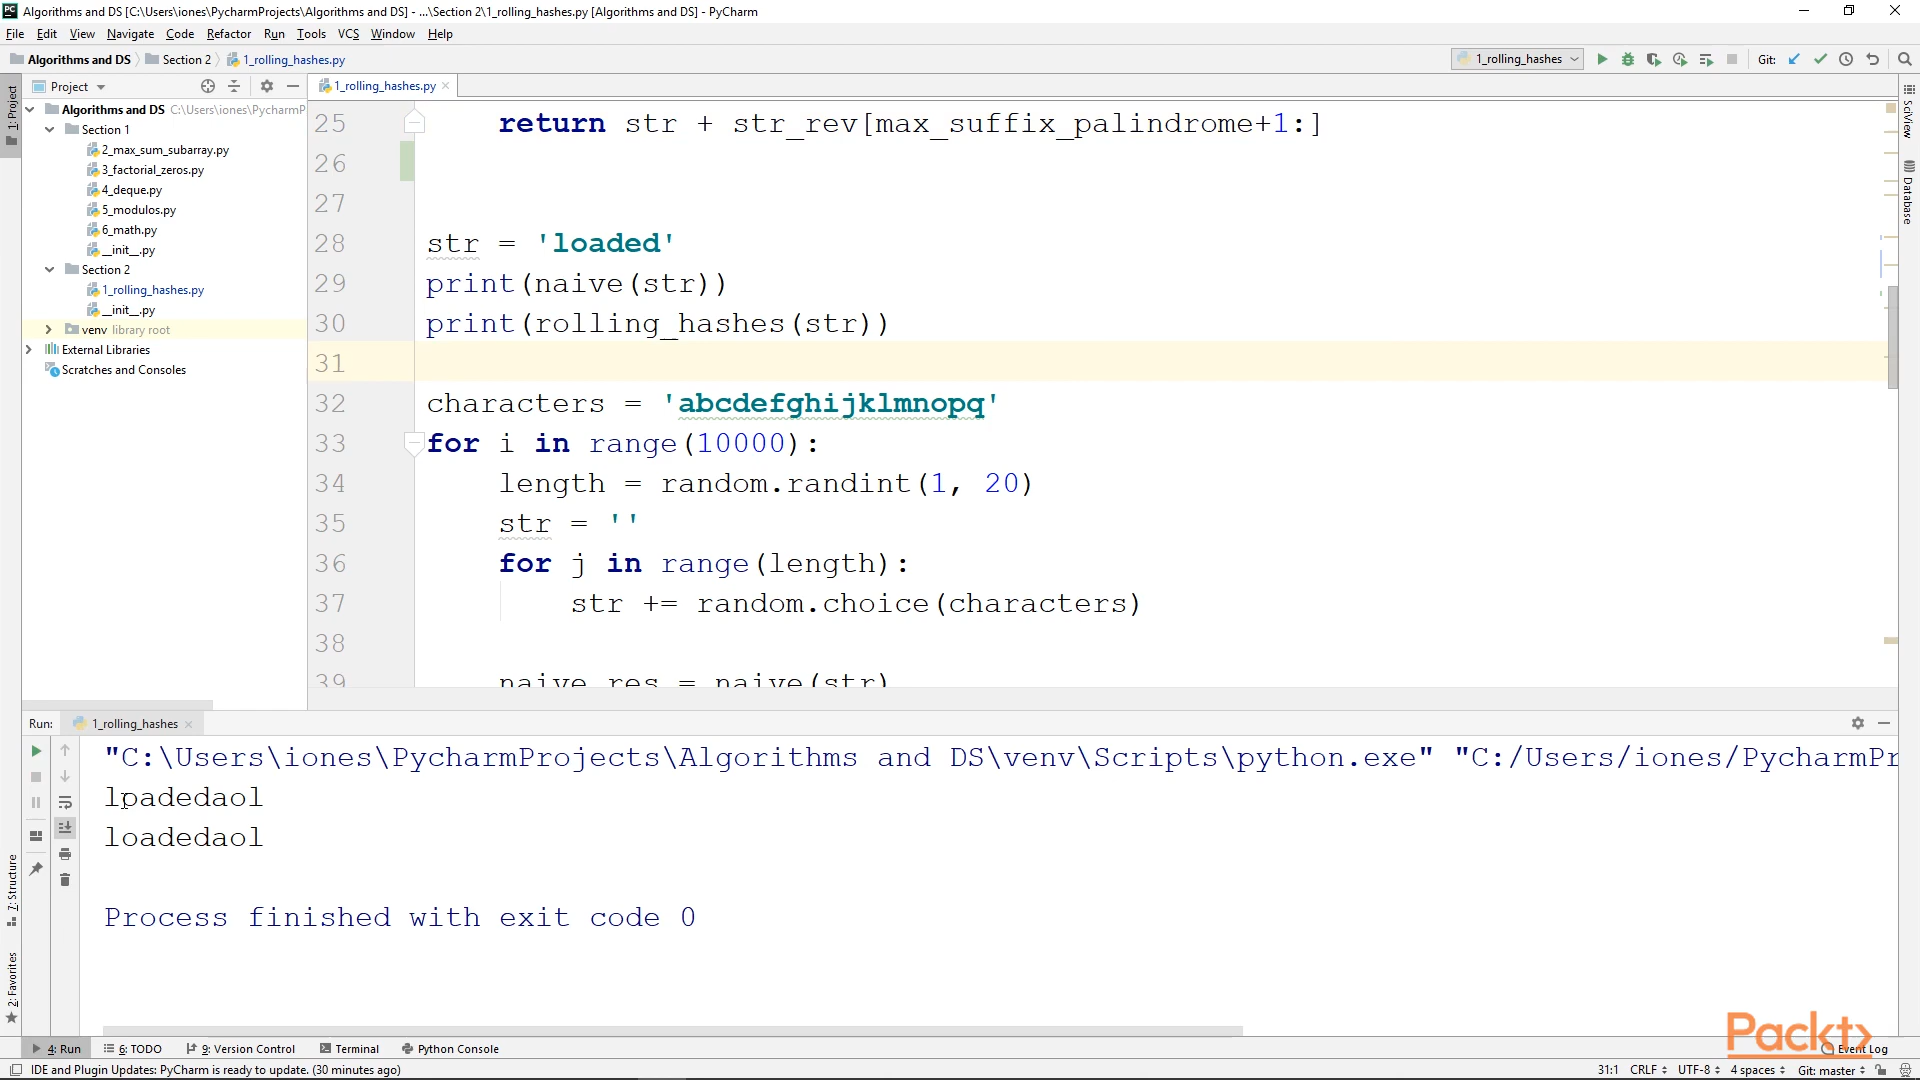 Algorithms and DS [C:\Users\iones\PycharmProjects\Algorithms and DS] - ...\Section 2\1_rolling_hashes.py [Algorithms and DS] - PyCharm
File Edit View Navigate Code Refactor Run Tools VCS Window Help
Algorithms and DS Section 2 1_rolling_hashes.py 1_rolling_hashes Git:
1: Project
Project
Algorithms and DS C:\Users\iones\PycharmP
Section 1
2_max_sum_subarray.py
3_factorial_zeros.py
4_deque.py
5_modulos.py
6_math.py
__init__.py
Section 2
1_rolling_hashes.py
__init__.py
venv library root
External Libraries
Scratches and Consoles
1_rolling_hashes.py
25 return str + str_rev[max_suffix_palindrome+1:]
26
27
28 str = 'loaded'
29 print(naive(str))
30 print(rolling_hashes(str))
31
32 characters = 'abcdefghijklmnopq'
33 for i in range(10000):
34 length = random.randint(1, 20)
35 str = ''
36 for j in range(length):
37 str += random.choice(characters)
38
39 naive_res = naive(str)
SciView
Database
Run: 1_rolling_hashes
"C:\Users\iones\PycharmProjects\Algorithms and DS\venv\Scripts\python.exe" "C:/Users/iones/PycharmPr
loadedaol
loadedaol
Process finished with exit code 0
7: Structure
2: Favorites
Packt>
4: Run 6: TODO 9: Version Control Terminal Python Console Event Log
IDE and Plugin Updates: PyCharm is ready to update. (30 minutes ago) 31:1 CRLF UTF-8 4 spaces Git: master